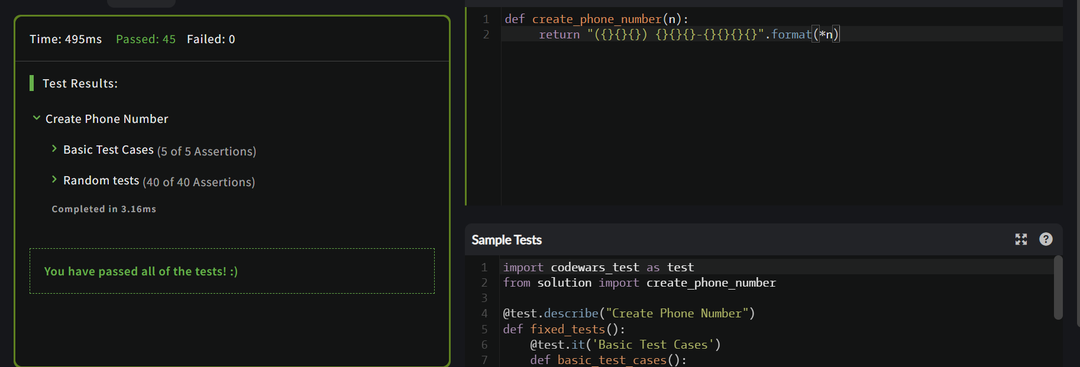 Time: 495ms Passed: 45 Failed: 0
Test Results:
Create Phone Number
Basic Test Cases (5 of 5 Assertions)
Random tests (40 of 40 Assertions)
Completed in 3.16ms
You have passed all of the tests! :)
1 def create_phone_number(n):
2 return "({}{}{}) {}{}{}-{}{}{}{}".format(*n)
Sample Tests
?
1 import codewars_test as test
2 from solution import create_phone_number
3
4 @test.describe("Create Phone Number")
5 def fixed_tests():
6 @test.it('Basic Test Cases')
7 def basic_test_cases():